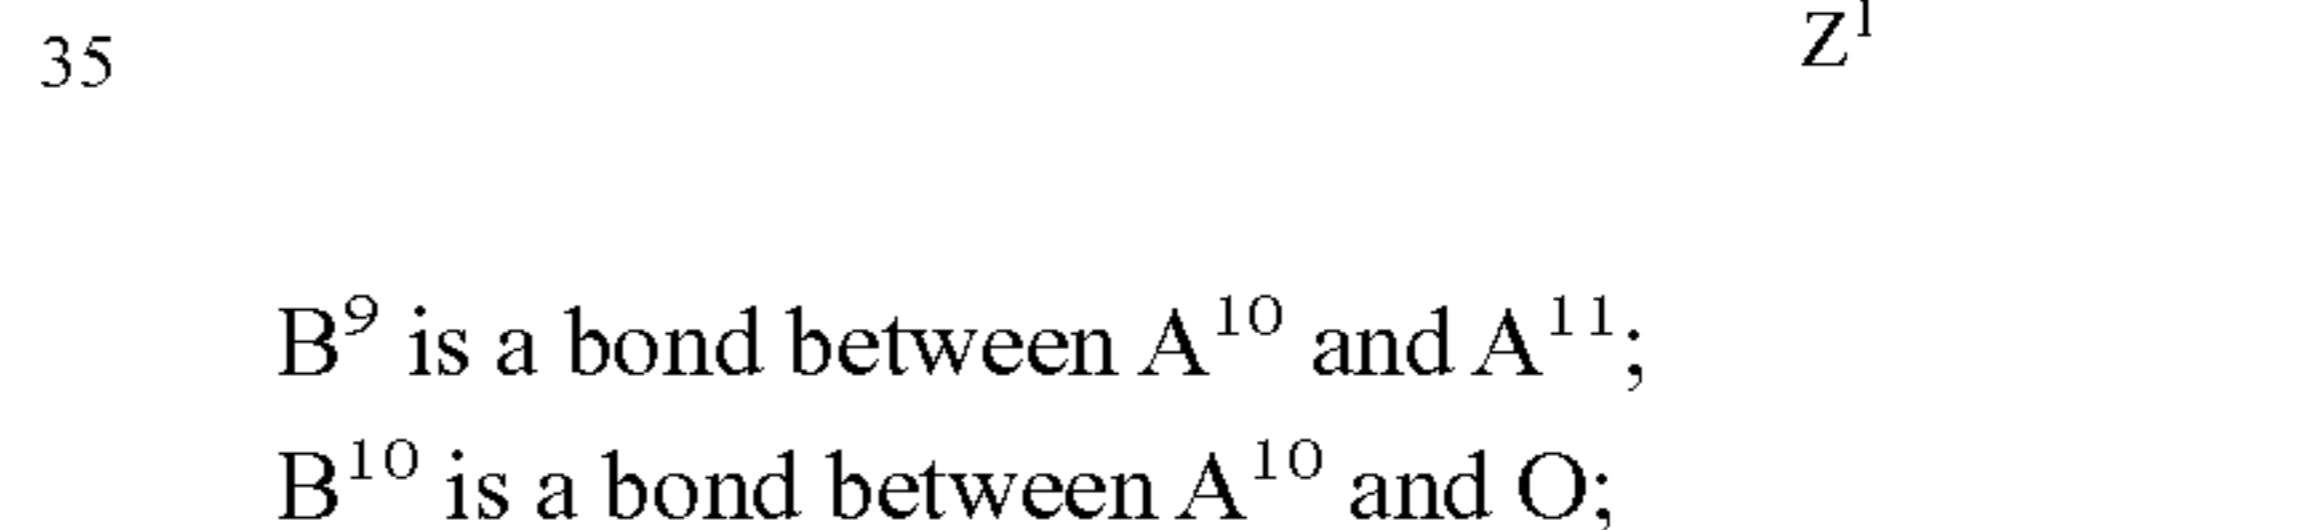 35
Z¹
B⁹ is a bond between A¹⁰ and A¹¹;
B¹⁰ is a bond between A¹⁰ and O;